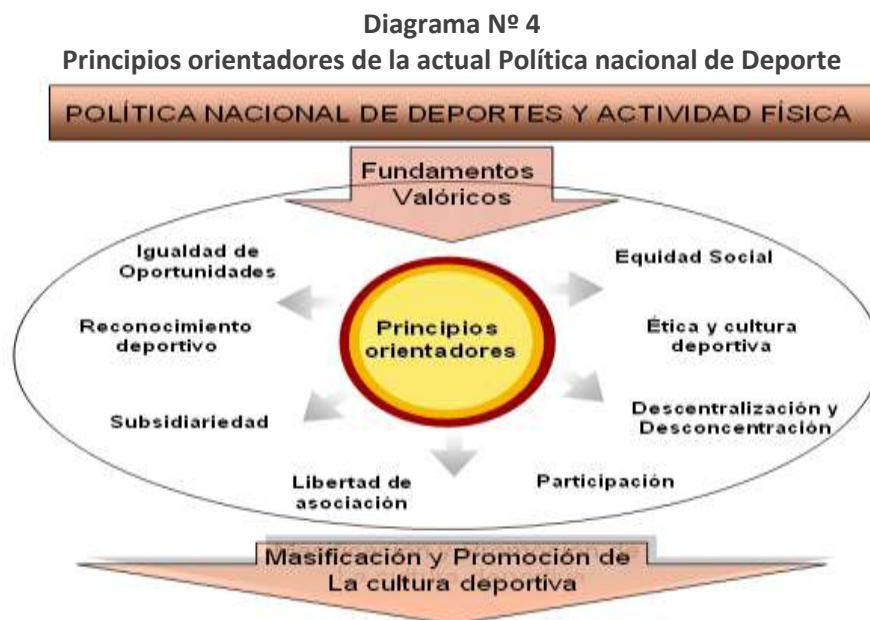 Diagrama Nº 4
Principios orientadores de la actual Política nacional de Deporte
POLÍTICA NACIONAL DE DEPORTES Y ACTIVIDAD FÍSICA
Fundamentos
Valóricos
Igualdad de
Oportunidades
Equidad Social
Reconocimiento
deportivo
Principios
orientadores
Ética y cultura
deportiva
Subsidiariedad
Descentralización y
Desconcentración
Libertad de
asociación
Participación
Masificación y Promoción de
La cultura deportiva